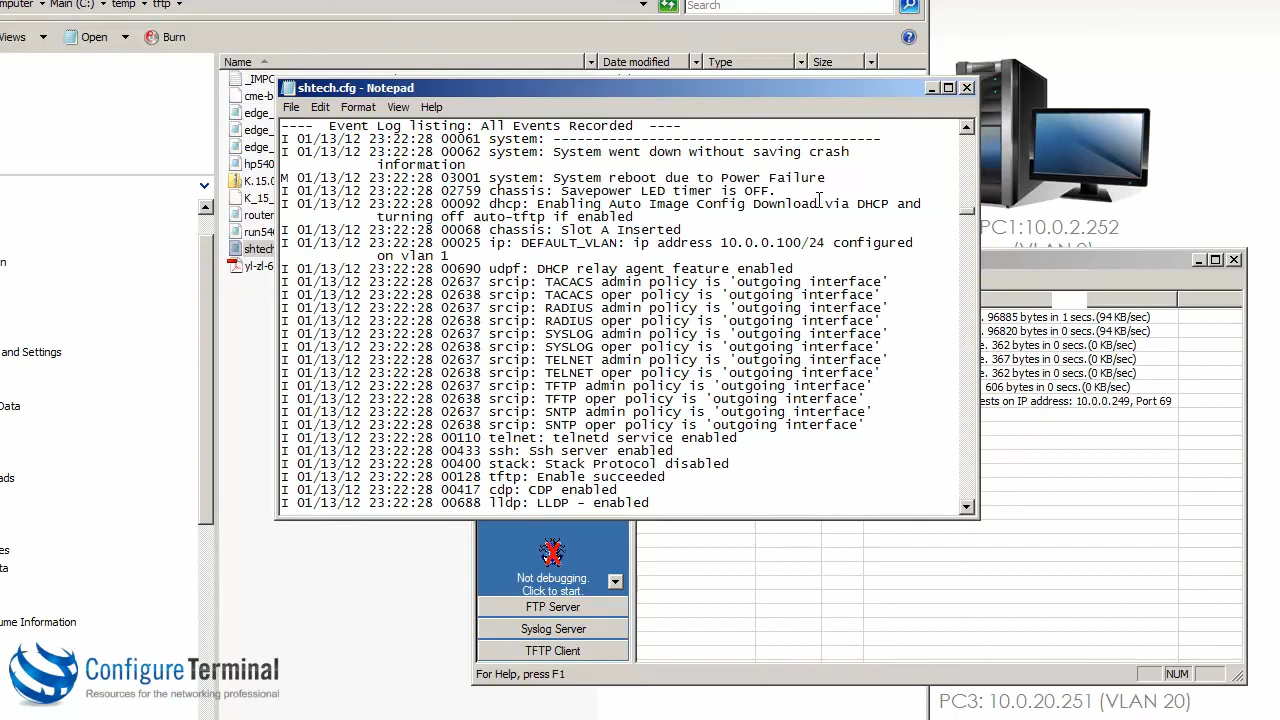 omputer ▸ Main (C:) ▸ temp ▸ tftp ▸
Search
iews Open Burn
Name Date modified Type Size
_IMPC
cme-b
edge_
edge_
edge_
hp540
K.15.0
K_15_
router
run540
shtech
yl-zl-6
n
and Settings
Data
ads
es
ta
ume Information
shtech.cfg - Notepad
File Edit Format View Help
---- Event Log listing: All Events Recorded ----
I 01/13/12 23:22:28 00061 system: -----------------------------------------
I 01/13/12 23:22:28 00062 system: System went down without saving crash
information
M 01/13/12 23:22:28 03001 system: System reboot due to Power Failure
I 01/13/12 23:22:28 02759 chassis: Savepower LED timer is OFF.
I 01/13/12 23:22:28 00092 dhcp: Enabling Auto Image Config Download via DHCP and
turning off auto-tftp if enabled
I 01/13/12 23:22:28 00068 chassis: Slot A Inserted
I 01/13/12 23:22:28 00025 ip: DEFAULT_VLAN: ip address 10.0.0.100/24 configured
on vlan 1
I 01/13/12 23:22:28 00690 udpf: DHCP relay agent feature enabled
I 01/13/12 23:22:28 02637 srcip: TACACS admin policy is 'outgoing interface'
I 01/13/12 23:22:28 02638 srcip: TACACS oper policy is 'outgoing interface'
I 01/13/12 23:22:28 02637 srcip: RADIUS admin policy is 'outgoing interface'
I 01/13/12 23:22:28 02638 srcip: RADIUS oper policy is 'outgoing interface'
I 01/13/12 23:22:28 02637 srcip: SYSLOG admin policy is 'outgoing interface'
I 01/13/12 23:22:28 02638 srcip: SYSLOG oper policy is 'outgoing interface'
I 01/13/12 23:22:28 02637 srcip: TELNET admin policy is 'outgoing interface'
I 01/13/12 23:22:28 02638 srcip: TELNET oper policy is 'outgoing interface'
I 01/13/12 23:22:28 02637 srcip: TFTP admin policy is 'outgoing interface'
I 01/13/12 23:22:28 02638 srcip: TFTP oper policy is 'outgoing interface'
I 01/13/12 23:22:28 02637 srcip: SNTP admin policy is 'outgoing interface'
I 01/13/12 23:22:28 02638 srcip: SNTP oper policy is 'outgoing interface'
I 01/13/12 23:22:28 00110 telnet: telnetd service enabled
I 01/13/12 23:22:28 00433 ssh: Ssh server enabled
I 01/13/12 23:22:28 00400 stack: Stack Protocol disabled
I 01/13/12 23:22:28 00128 tftp: Enable succeeded
I 01/13/12 23:22:28 00417 cdp: CDP enabled
I 01/13/12 23:22:28 00688 lldp: LLDP - enabled
PC1:10.0.2.252
. 96885 bytes in 1 secs.(94 KB/sec)
. 96820 bytes in 0 secs.(94 KB/sec)
e. 362 bytes in 0 secs.(0 KB/sec)
e. 367 bytes in 0 secs.(0 KB/sec)
e. 362 bytes in 0 secs.(0 KB/sec)
606 bytes in 0 secs.(0 KB/sec)
ests on IP address: 10.0.0.249, Port 69
Not debugging.
Click to start.
FTP Server
Syslog Server
TFTP Client
For Help, press F1
NUM
PC3: 10.0.20.251 (VLAN 20)
Configure Terminal
Resources for the networking professional